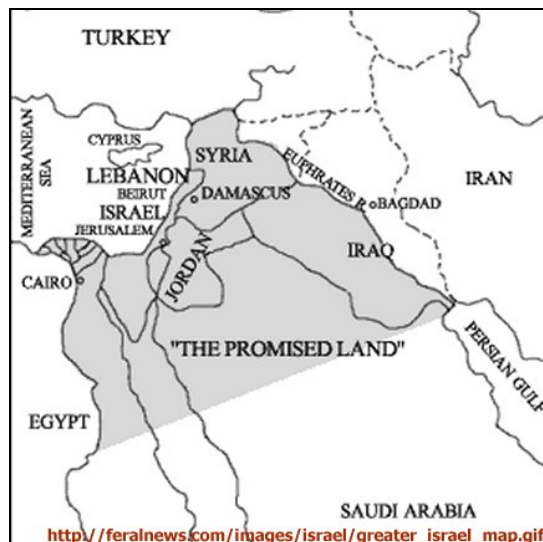 TURKEY
CYPRUS
MEDITERRANEAN
SEA
LEBANON
SYRIA
BEIRUT
DAMASCUS
ISRAEL
JERUSALEM
EUPHRATES R.
BAGDAD
IRAN
IRAQ
JORDAN
CAIRO
"THE PROMISED LAND"
PERSIAN GULF
EGYPT
SAUDI ARABIA
http://feralnews.com/images/israel/greater_israel_map.gif